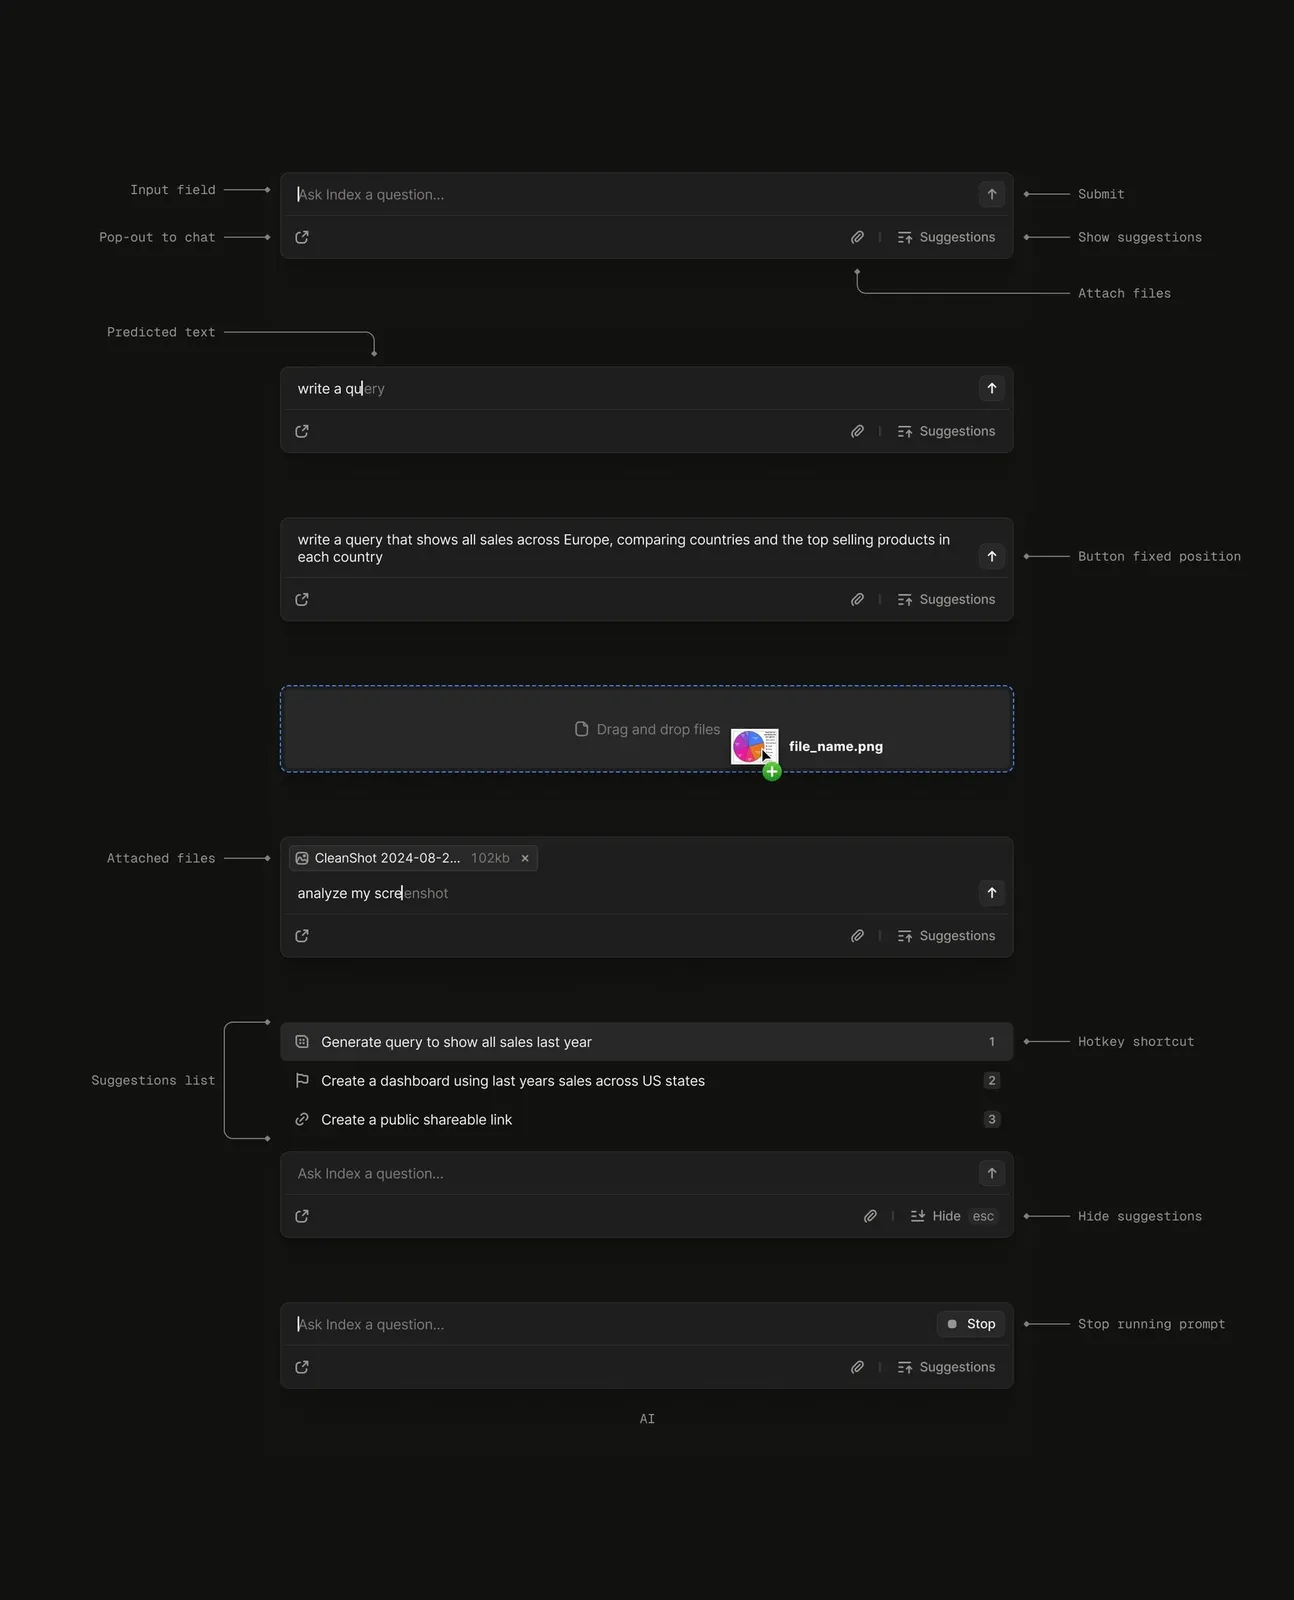 Input field
Ask Index a question...
Submit
Pop-out to chat
Suggestions
Show suggestions
Attach files
Predicted text
write a query
Suggestions
write a query that shows all sales across Europe, comparing countries and the top selling products in
each country
Button fixed position
Suggestions
Drag and drop files
file_name.png
Attached files
CleanShot 2024-08-2... 102kb
analyze my screenshot
Suggestions
Suggestions list
Generate query to show all sales last year 1
Hotkey shortcut
Create a dashboard using last years sales across US states 2
Create a public shareable link 3
Ask Index a question...
Hide esc
Hide suggestions
Ask Index a question...
Stop
Stop running prompt
Suggestions
AI